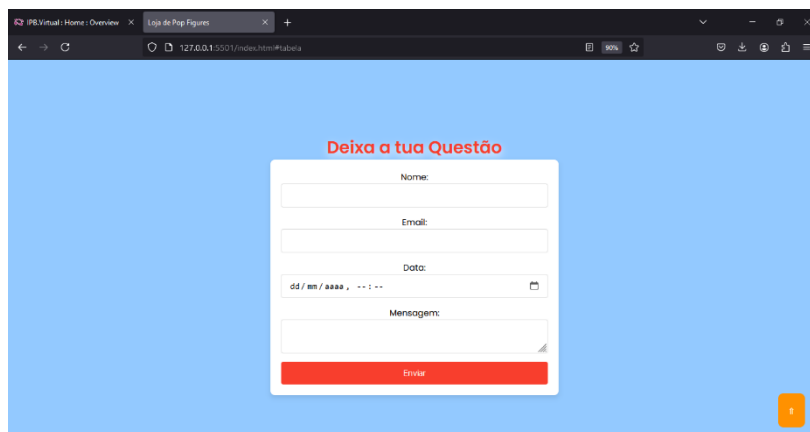 IPB.Virtual : Home : Overview
Loja de Pop Figures
127.0.0.1:5501/index.html#tabela
90%
Deixa a tua Questão
Nome:
Email:
Data:
dd / mm / aaaa , -- : --
Mensagem:
Enviar